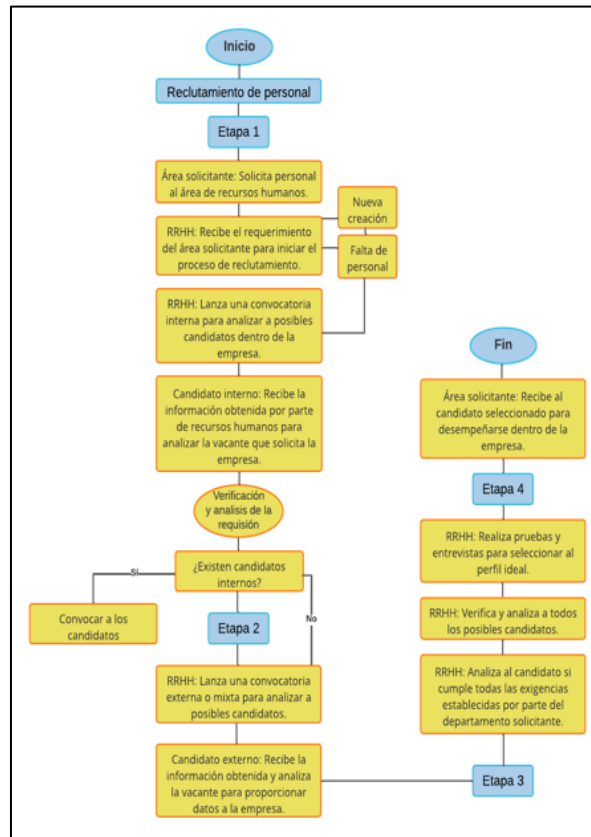 Inicio
Reclutamiento de personal
Etapa 1
Área solicitante: Solicita personal
al área de recursos humanos.
Nueva
creación
RRHH: Recibe el requerimiento
del área solicitante para iniciar el
proceso de reclutamiento.
Falta de
personal
RRHH: Lanza una convocatoria
interna para analizar a posibles
candidatos dentro de la
empresa.
Candidato interno: Recibe la
información obtenida por parte
de recursos humanos para
analizar la vacante que solicita la
empresa.
Verificación
y analisis de la
requisión
¿Existen candidatos
internos?
Sí
No
Convocar a los
candidatos
Etapa 2
RRHH: Lanza una convocatoria
externa o mixta para analizar a
posibles candidatos.
Candidato externo: Recibe la
información obtenida y analiza
la vacante para proporcionar
datos a la empresa.
Etapa 3
RRHH: Analiza al candidato si
cumple todas las exigencias
establecidas por parte del
departamento solicitante.
RRHH: Verifica y analiza a todos
los posibles candidatos.
RRHH: Realiza pruebas y
entrevistas para seleccionar al
perfil ideal.
Etapa 4
Área solicitante: Recibe al
candidato seleccionado para
desempeñarse dentro de la
empresa.
Fin